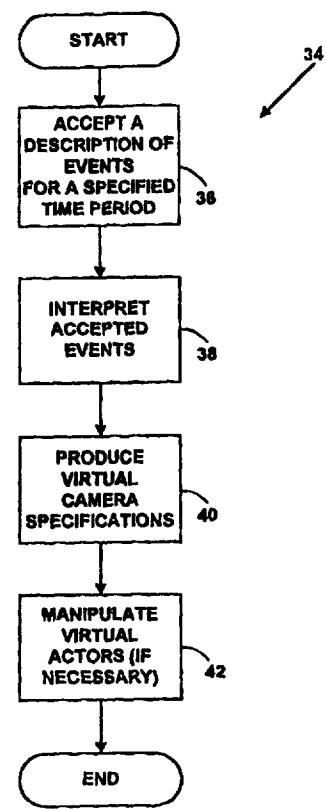 START
34
ACCEPT A
DESCRIPTION OF
EVENTS
FOR A SPECIFIED
TIME PERIOD
36
INTERPRET
ACCEPTED
EVENTS
38
PRODUCE
VIRTUAL
CAMERA
SPECIFICATIONS
40
MANIPULATE
VIRTUAL
ACTORS (IF
NECESSARY)
42
END